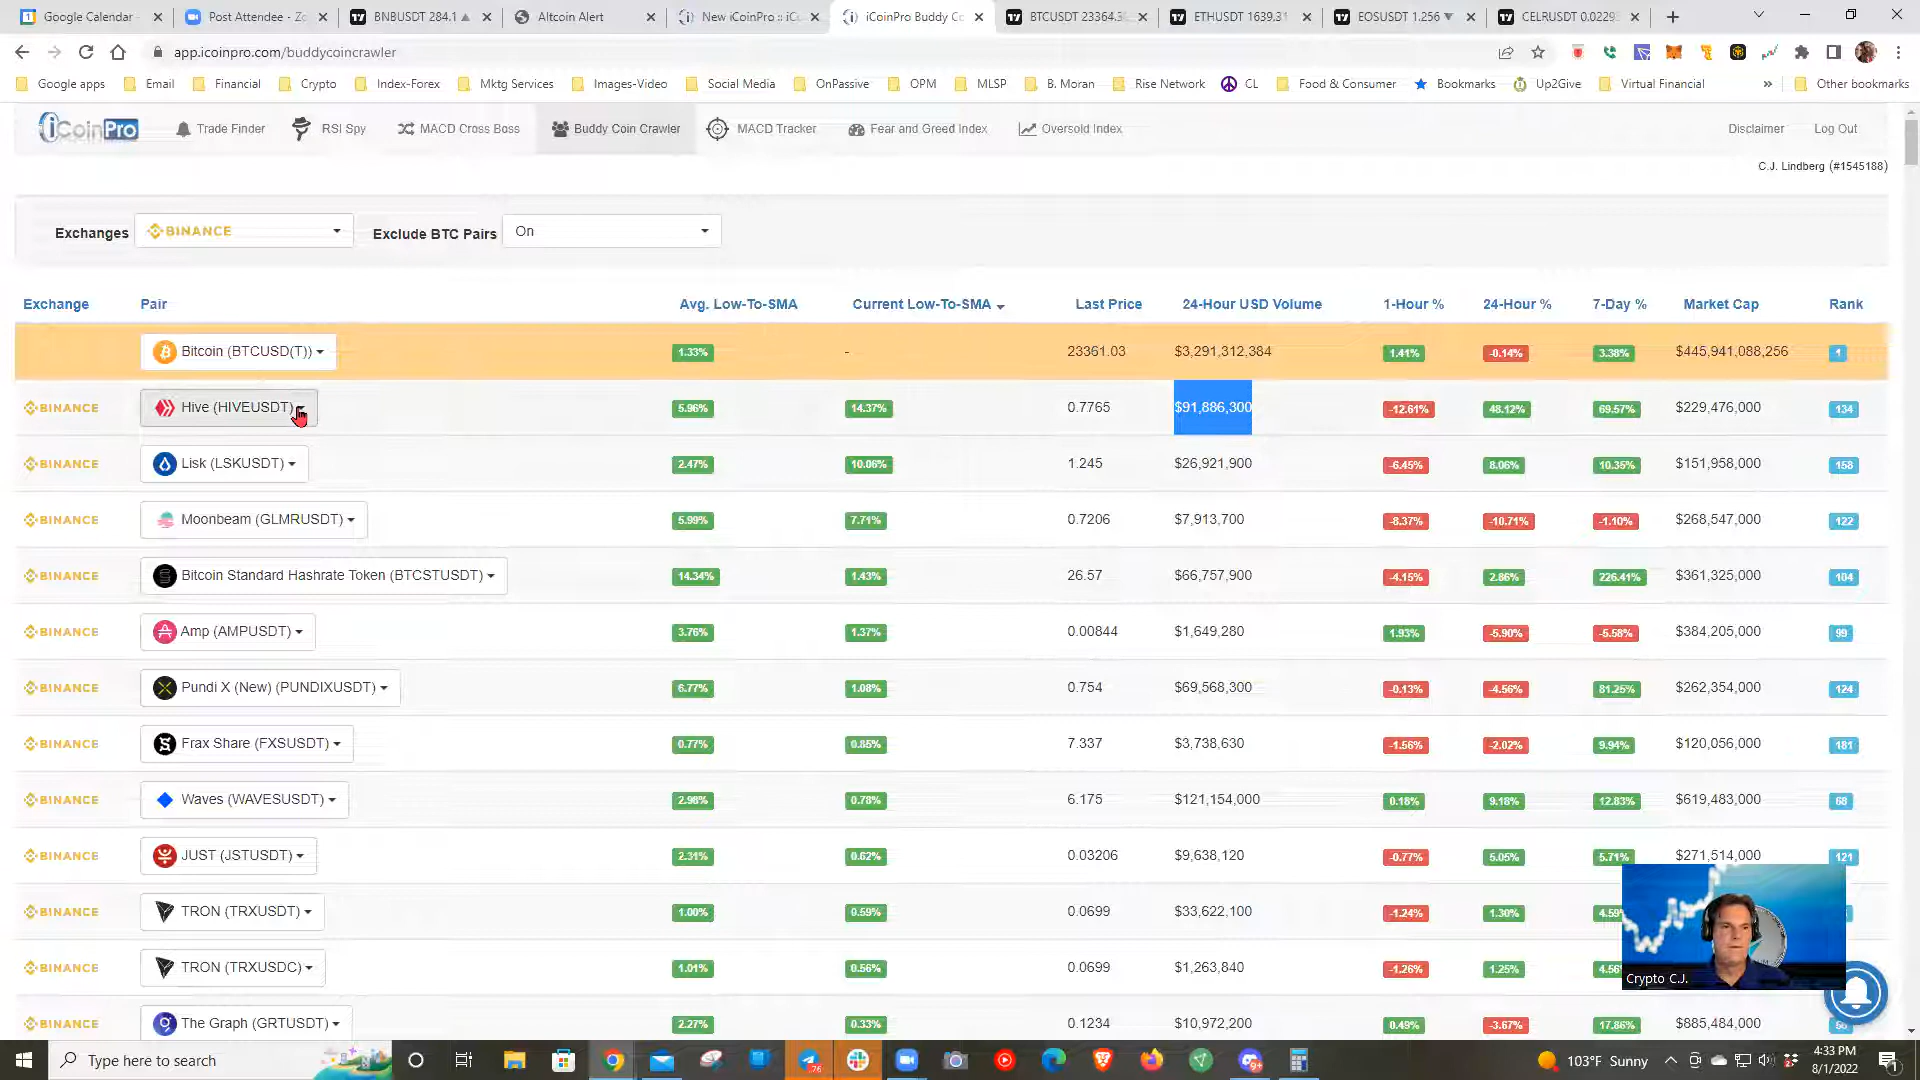 Google Calendar -
Post Attendee - Zo
BNBUSDT 284.1 ▲
Altcoin Alert
New iCoinPro :: iCo
iCoinPro Buddy Co
BTCUSDT 23364.3
ETHUSDT 1639.31
EOSUSDT 1.256 ▼
CELRUSDT 0.0229
app.icoinpro.com/buddycoincrawler
Google apps
Email
Financial
Crypto
Index-Forex
Mktg Services
Images-Video
Social Media
OnPassive
OPM
MLSP
B. Moran
Rise Network
CL
Food & Consumer
Bookmarks
Up2Give
Virtual Financial
»
Other bookmarks
iCoinPro
Trade Finder
RSI Spy
MACD Cross Boss
Buddy Coin Crawler
MACD Tracker
Fear and Greed Index
Oversold Index
Disclaimer
Log Out
C.J. Lindberg (#1545188)
Exchanges
BINANCE
Exclude BTC Pairs
On
Exchange Pair Avg. Low-To-SMA Current Low-To-SMA Last Price 24-Hour USD Volume 1-Hour % 24-Hour % 7-Day % Market Cap Rank
Bitcoin (BTCUSD(T)) 1.33% - 23361.03 $3,291,312,384 1.41% -0.14% 3.38% $445,941,088,256 1
BINANCE Hive (HIVEUSDT) 5.96% 14.37% 0.7765 $91,886,300 -12.61% 48.12% 69.57% $229,476,000 134
BINANCE Lisk (LSKUSDT) 2.47% 10.06% 1.245 $26,921,900 -6.45% 8.06% 10.35% $151,958,000 158
BINANCE Moonbeam (GLMRUSDT) 5.99% 7.71% 0.7206 $7,913,700 -8.37% -10.71% -1.10% $268,547,000 122
BINANCE Bitcoin Standard Hashrate Token (BTCSTUSDT) 14.34% 1.43% 26.57 $66,757,900 -4.15% 2.86% 226.41% $361,325,000 104
BINANCE Amp (AMPUSDT) 3.76% 1.37% 0.00844 $1,649,280 1.93% -5.90% -5.58% $384,205,000 99
BINANCE Pundi X (New) (PUNDIXUSDT) 6.77% 1.08% 0.754 $69,568,300 -0.13% -4.56% 81.25% $262,354,000 124
BINANCE Frax Share (FXSUSDT) 0.77% 0.85% 7.337 $3,738,630 -1.56% -2.02% 9.94% $120,056,000 181
BINANCE Waves (WAVESUSDT) 2.98% 0.78% 6.175 $121,154,000 0.18% 9.18% 12.83% $619,483,000 68
BINANCE JUST (JSTUSDT) 2.31% 0.62% 0.03206 $9,638,120 -0.77% 5.05% 5.71% $271,514,000 121
BINANCE TRON (TRXUSDT) 1.00% 0.59% 0.0699 $33,622,100 -1.24% 1.30% 4.59
BINANCE TRON (TRXUSDC) 1.01% 0.56% 0.0699 $1,263,840 -1.26% 1.25% 4.56
Crypto C.J.
BINANCE The Graph (GRTUSDT) 2.27% 0.33% 0.1234 $10,972,200 0.49% -3.67% 17.86% $885,484,000
Type here to search
76
103°F Sunny
4:33 PM
8/1/2022